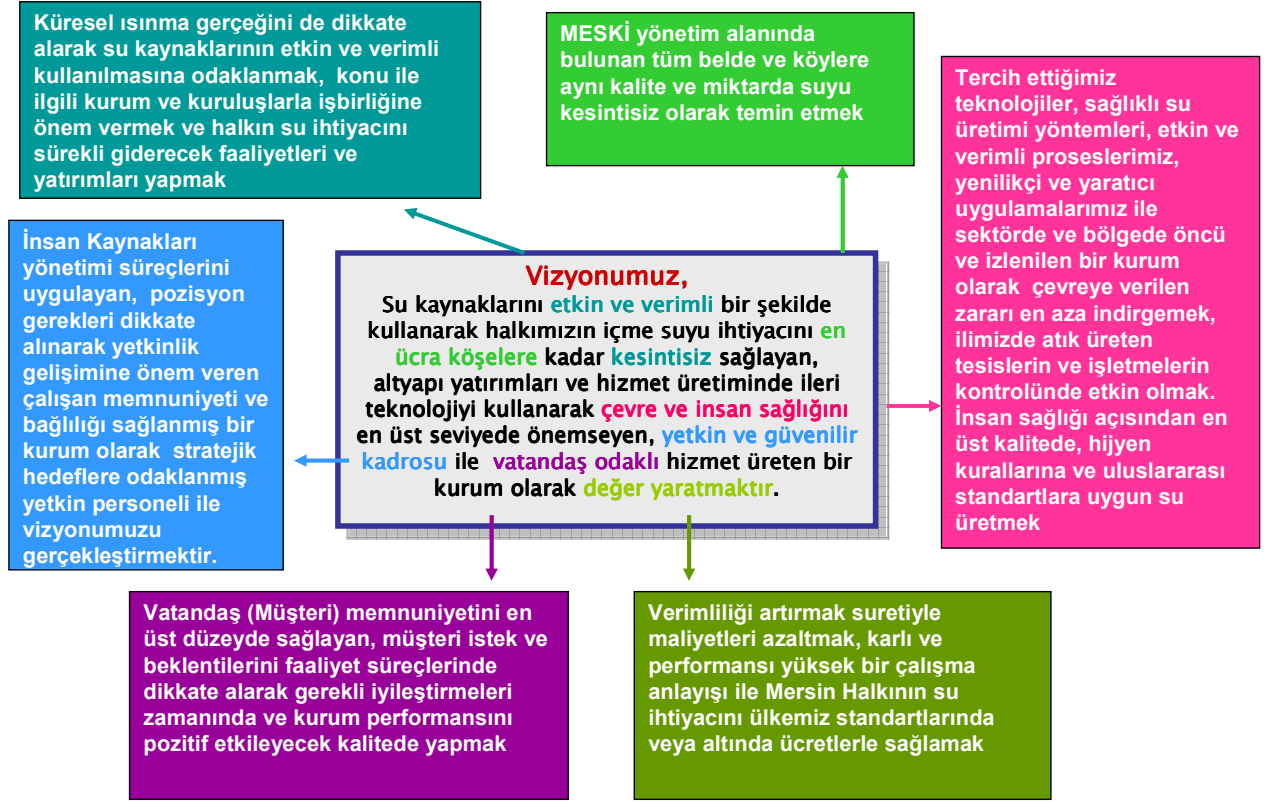 Küresel ısınma gerçeğini de dikkate
alarak su kaynaklarının etkin ve verimli
kullanılmasına odaklanmak, konu ile
ilgili kurum ve kuruluşlarla işbirliğine
önem vermek ve halkın su ihtiyacını
sürekli giderecek faaliyetleri ve
yatırımları yapmak
MESKİ yönetim alanında
bulunan tüm belde ve köylere
aynı kalite ve miktarda suyu
kesintisiz olarak temin etmek
Tercih ettiğimiz
teknolojiler, sağlıklı su
üretimi yöntemleri, etkin ve
verimli proseslerimiz,
yenilikçi ve yaratıcı
uygulamalarımız ile
sektörde ve bölgede öncü
ve izlenilen bir kurum
olarak çevreye verilen
zararı en aza indirgemek,
ilimizde atık üreten
tesislerin ve işletmelerin
kontrolünde etkin olmak.
İnsan sağlığı açısından en
üst kalitede, hijyen
kurallarına ve uluslararası
standartlara uygun su
üretmek
İnsan Kaynakları
yönetimi süreçlerini
uygulayan, pozisyon
gerekleri dikkate
alınarak yetkinlik
gelişimine önem veren
çalışan memnuniyeti ve
bağlılığı sağlanmış bir
kurum olarak stratejik
hedeflere odaklanmış
yetkin personeli ile
vizyonumuzu
gerçekleştirmektir.
Vizyonumuz,
Su kaynaklarını etkin ve verimli bir şekilde
kullanarak halkımızın içme suyu ihtiyacını en
ücra köşelere kadar kesintisiz sağlayan,
altyapı yatırımları ve hizmet üretiminde ileri
teknolojiyi kullanarak çevre ve insan sağlığını
en üst seviyede önemseyen, yetkin ve güvenilir
kadrosu ile vatandaş odaklı hizmet üreten bir
kurum olarak değer yaratmaktır.
Vatandaş (Müşteri) memnuniyetini en
üst düzeyde sağlayan, müşteri istek ve
beklentilerini faaliyet süreçlerinde
dikkate alarak gerekli iyileştirmeleri
zamanında ve kurum performansını
pozitif etkileyecek kalitede yapmak
Verimliliği artırmak suretiyle
maliyetleri azaltmak, karlı ve
performansı yüksek bir çalışma
anlayışı ile Mersin Halkının su
ihtiyacını ülkemiz standartlarında
veya altında ücretlerle sağlamak